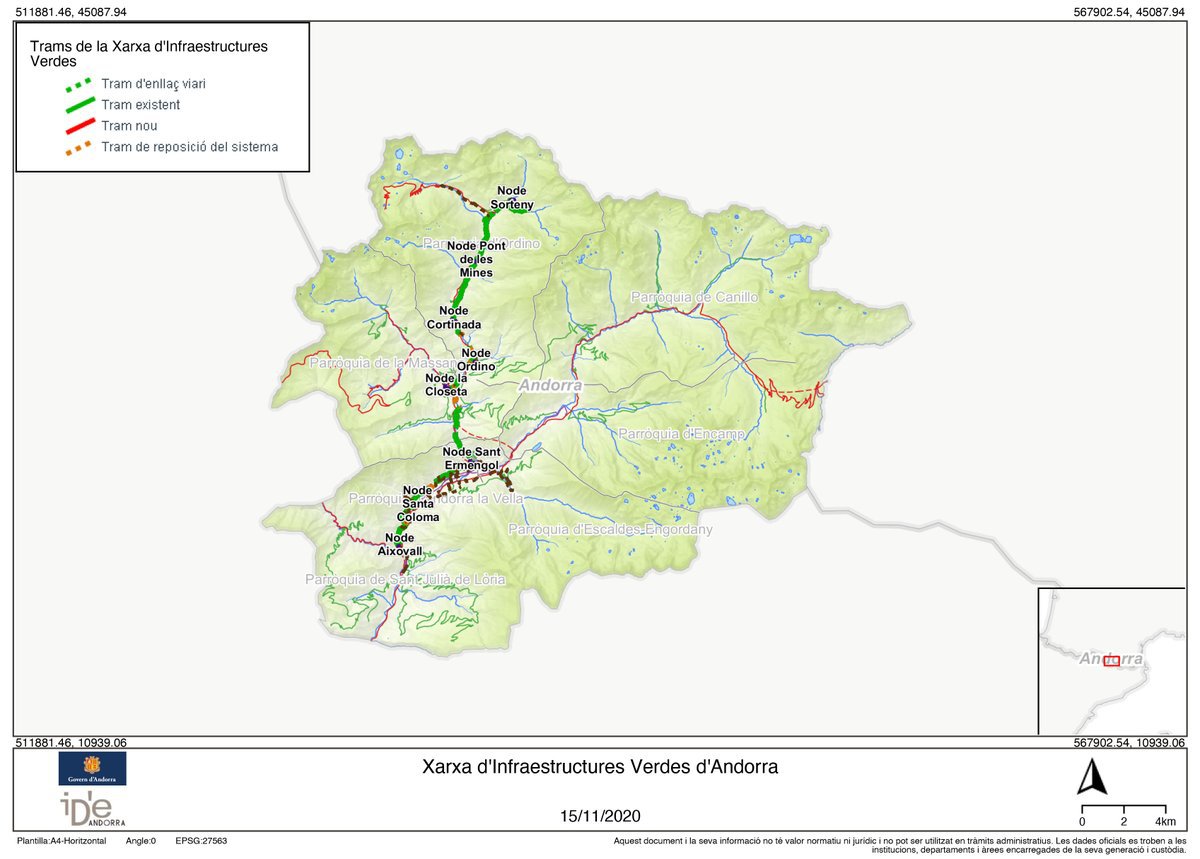 511881.46, 45087.94
567902.54, 45087.94
Trams de la Xarxa d'Infraestructures
Verdes
Tram d'enllaç viari
Tram existent
Tram nou
Tram de reposició del sistema
Node
Sorteny
Parròquia d'Ordino
Node Pont
de les
Mines
Parròquia de Canillo
Node
Cortinada
Node
Ordino
Parròquia de la Massan
Node la
Closeta
Andorra
Parròquia d'Encamp
Node Sant
Ermengol
Node
Santa
Coloma
Parròquia d'Andorra la Vella
Parròquia d'Escaldes-Engordany
Node
Aixovall
Parròquia de Sant Julià de Lòria
Andorra
511881.46, 10939.06
567902.54, 10939.06
Govern d'Andorra
iDe
ANDORRA
Xarxa d'Infraestructures Verdes d'Andorra
15/11/2020
0 2 4km
Plantilla:A4-Horitzontal Angle:0 EPSG:27563
Aquest document i la seva informació no té valor normatiu ni jurídic i no pot ser utilitzat en tràmits administratius. Les dades oficials es troben a les
institucions, departaments i àrees encarregades de la seva generació i custòdia.